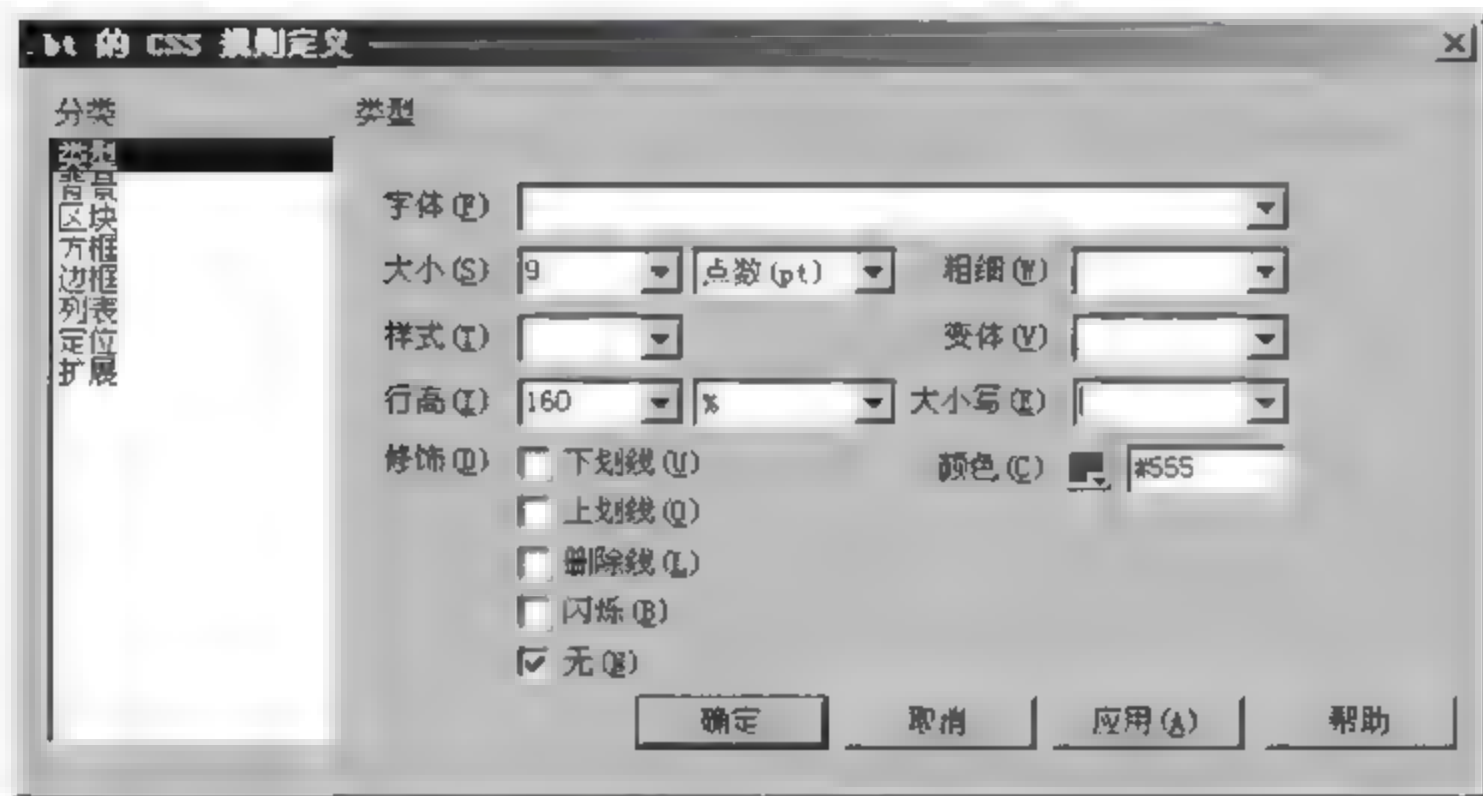 .bt 的 CSS 规则定义
分类
类型
背景
区块
方框
边框
列表
定位
扩展
类型
字体(F)
大小(S) 9 点数(pt) 粗细(W)
样式(T) 变体(V)
行高(I) 160 % 大小写(R)
修饰(D) 下划线(U) 颜色(C) #555
上划线(O)
删除线(L)
闪烁(B)
无(N)
确定 取消 应用(A) 帮助